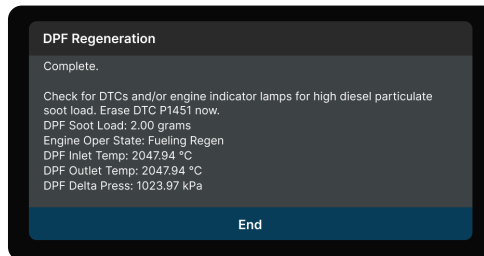 DPF Regeneration
Complete.
Check for DTCs and/or engine indicator lamps for high diesel particulate
soot load. Erase DTC P1451 now.
DPF Soot Load: 2.00 grams
Engine Oper State: Fueling Regen
DPF Inlet Temp: 2047.94 °C
DPF Outlet Temp: 2047.94 °C
DPF Delta Press: 1023.97 kPa
End